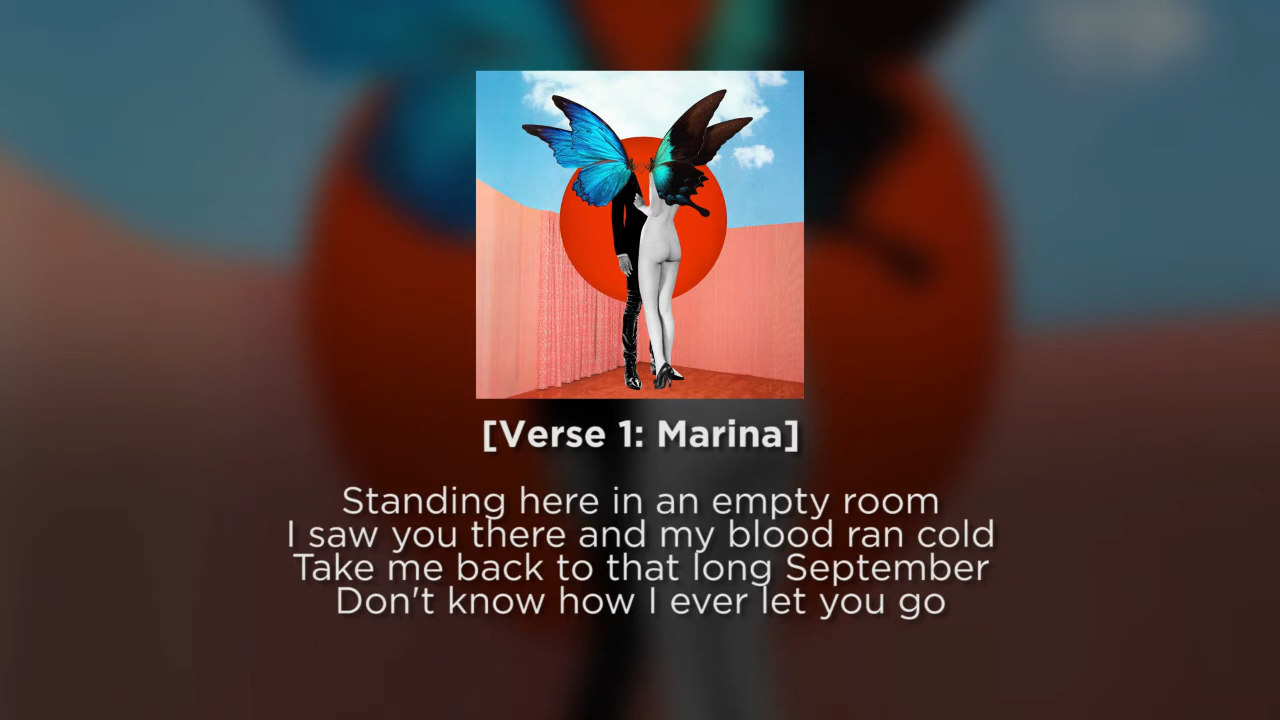 [Verse 1: Marina]
Standing here in an empty room
I saw you there and my blood ran cold
Take me back to that long September
Don't know how I ever let you go